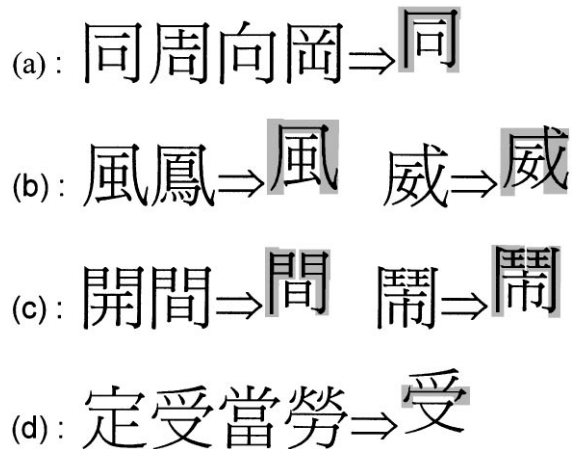 (a) : 同周向岡⇒同
(b) : 風鳳⇒風 威⇒威
(c) : 開間⇒間 鬧⇒鬧
(d) : 定受當勞⇒受